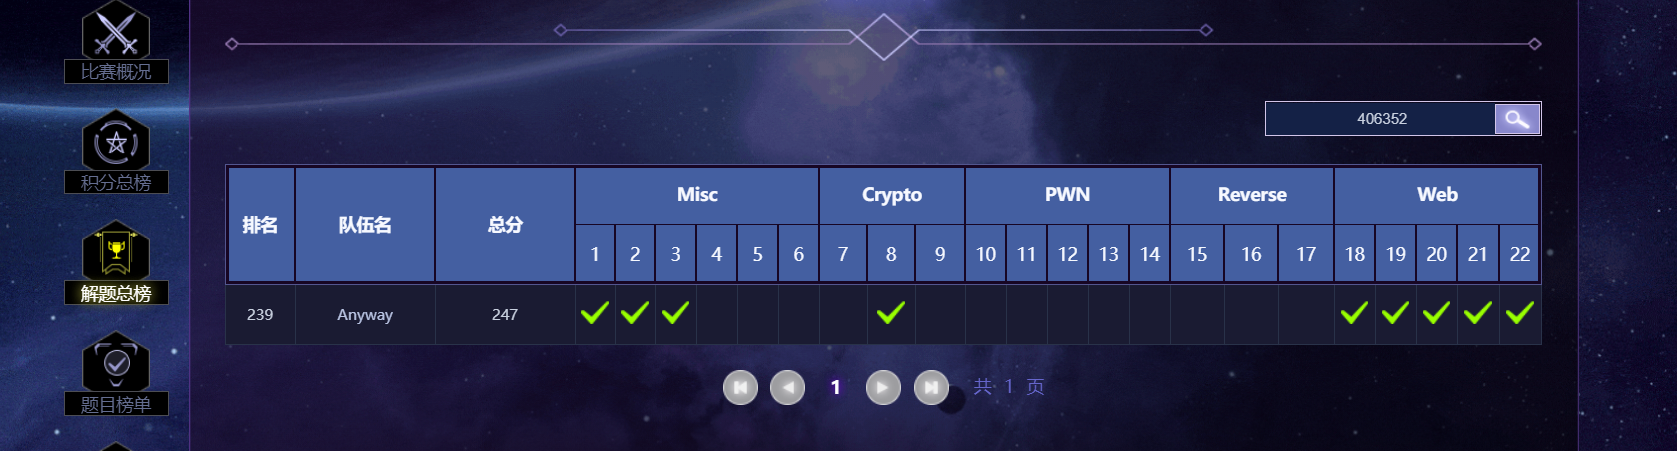 比赛概况
积分总榜
解题总榜
题目榜单
406352
排名 队伍名 总分 Misc Crypto PWN Reverse Web
1 2 3 4 5 6 7 8 9 10 11 12 13 14 15 16 17 18 19 20 21 22
239 Anyway 247
1 共 1 页